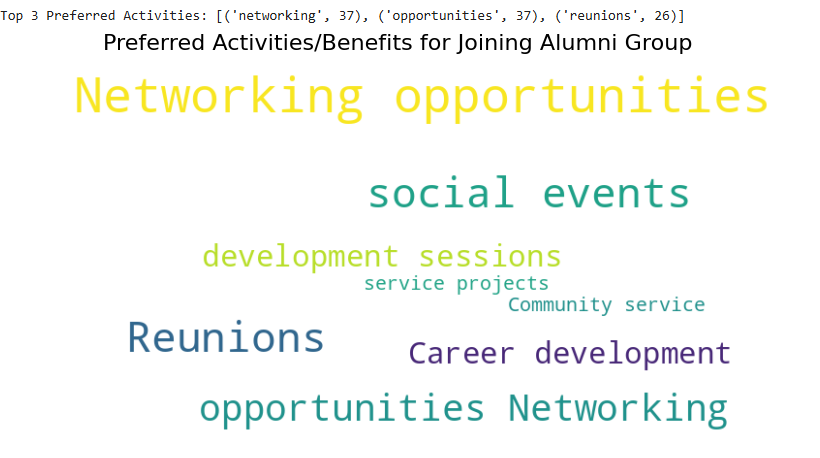 Top 3 Preferred Activities: [('networking', 37), ('opportunities', 37), ('reunions', 26)]
Preferred Activities/Benefits for Joining Alumni Group
Networking opportunities
social events
development sessions
service projects
Community service
Reunions
Career development
opportunities Networking